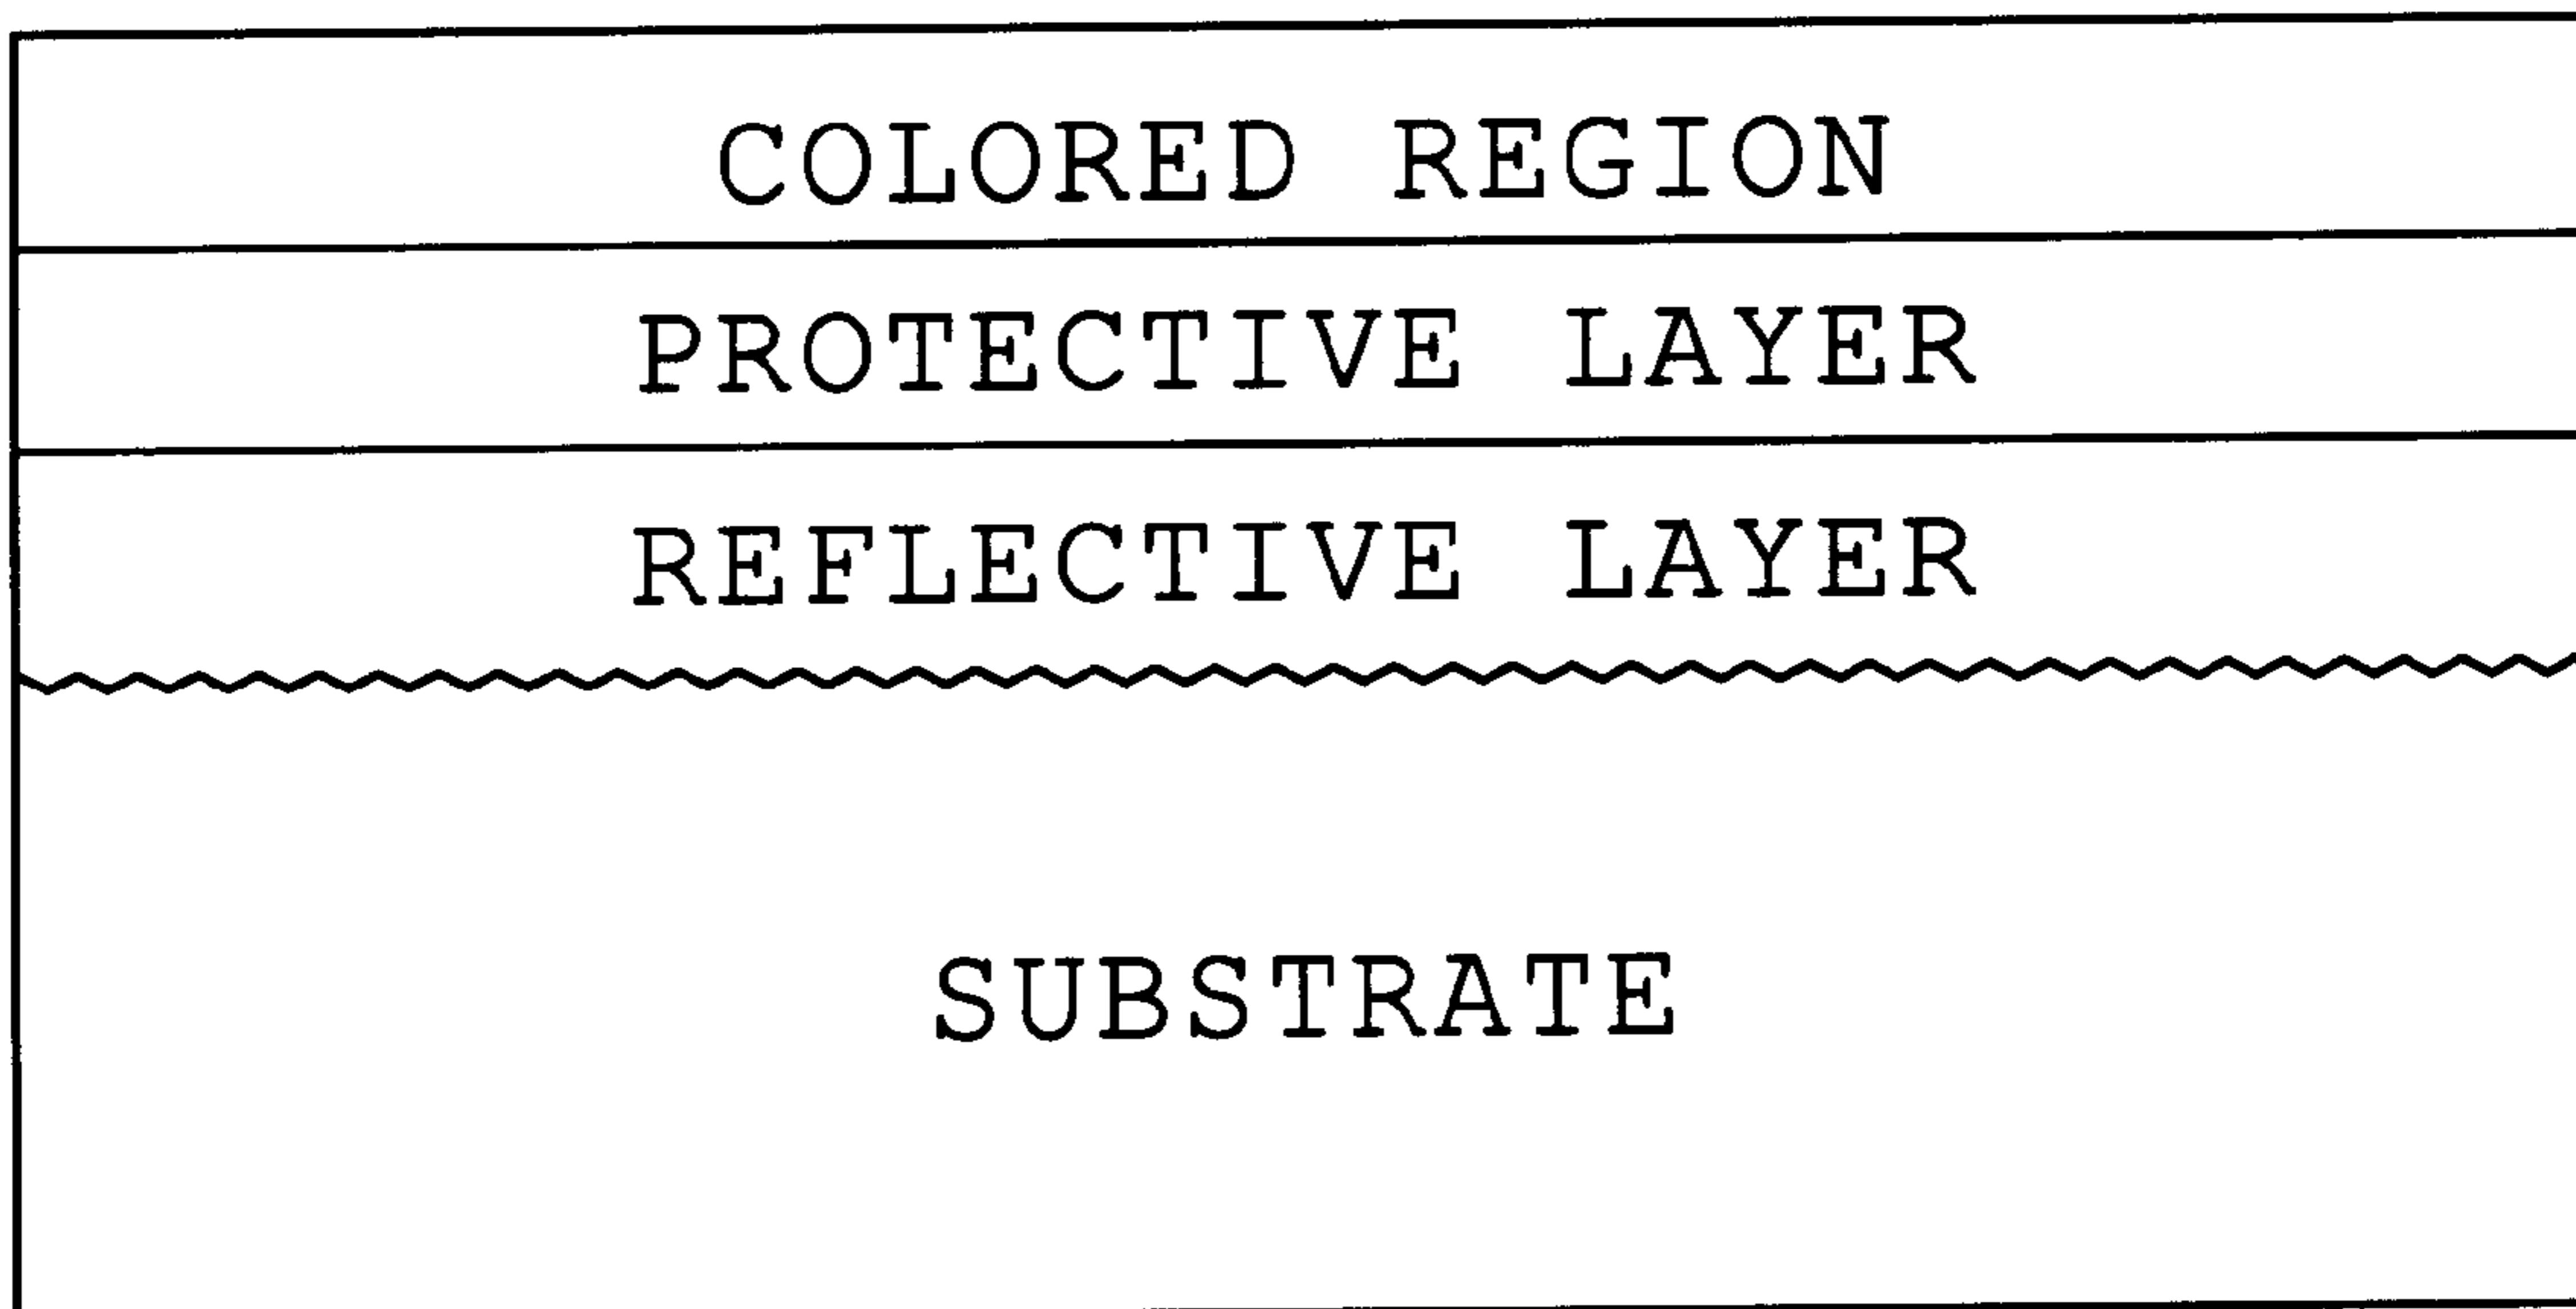 COLORED REGION
PROTECTIVE LAYER
REFLECTIVE LAYER
SUBSTRATE